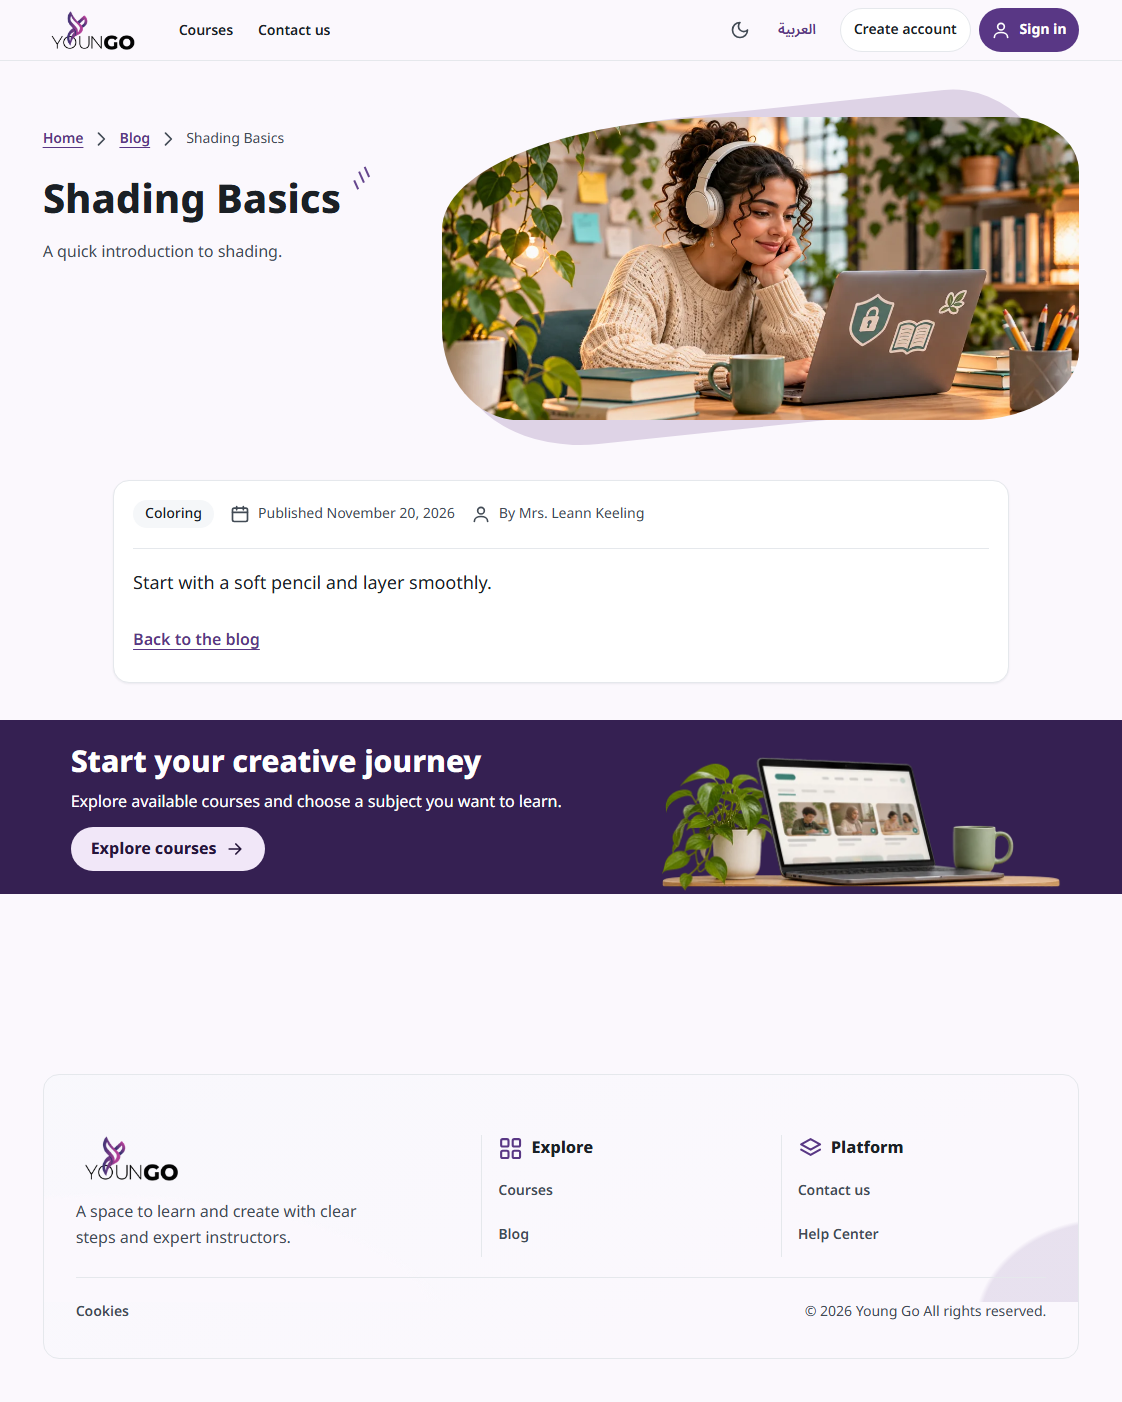 YOUNGO
Courses
Contact us
العربية
Create account
Sign in
Home
Blog
Shading Basics
Shading Basics
A quick introduction to shading.
Coloring
Published November 20, 2026
By Mrs. Leann Keeling
Start with a soft pencil and layer smoothly.
Back to the blog
Start your creative journey
Explore available courses and choose a subject you want to learn.
Explore courses
YOUNGO
A space to learn and create with clear
steps and expert instructors.
Explore
Courses
Blog
Platform
Contact us
Help Center
Cookies
© 2026 Young Go All rights reserved.